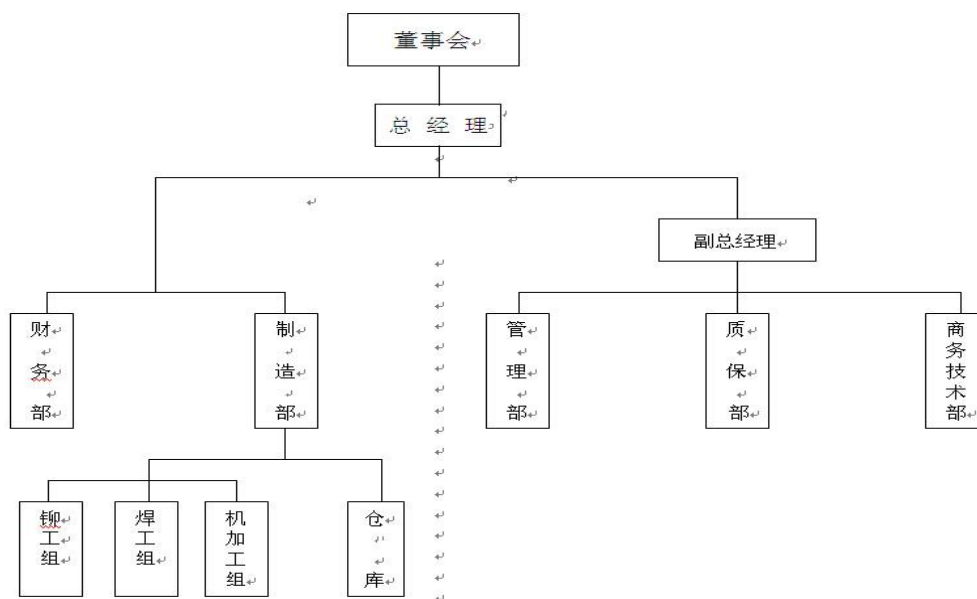 董事会
总 经 理
副总经理
财务部
制造部
管理部
质保部
商务技术部
铆工组
焊工组
机加工组
仓库